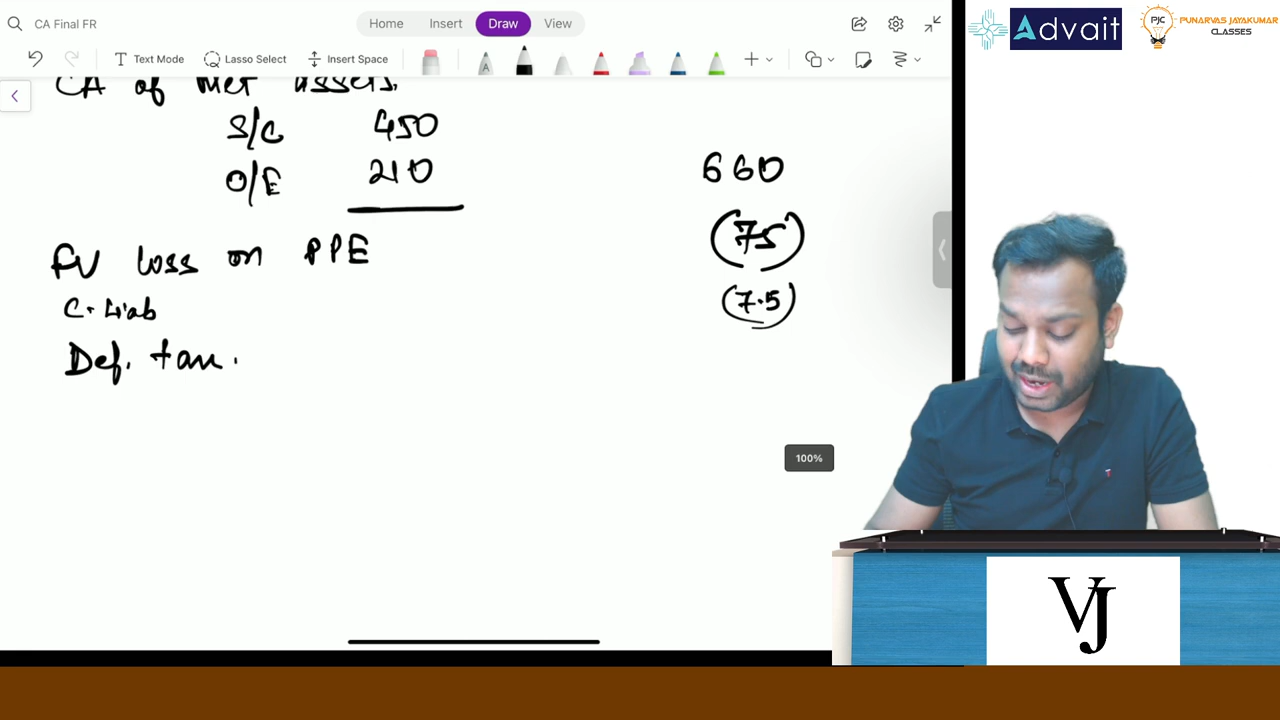 CA Final FR
Home Insert Draw View
Text Mode Lasso Select Insert Space
Advait
PJC PUNARVAS JAYAKUMAR
CLASSES
CA of Net Assets.
S/C 450
O/E 210 660
FV loss on PPE (75)
C. Liab (7.5)
Def. tax.
100%
VJ